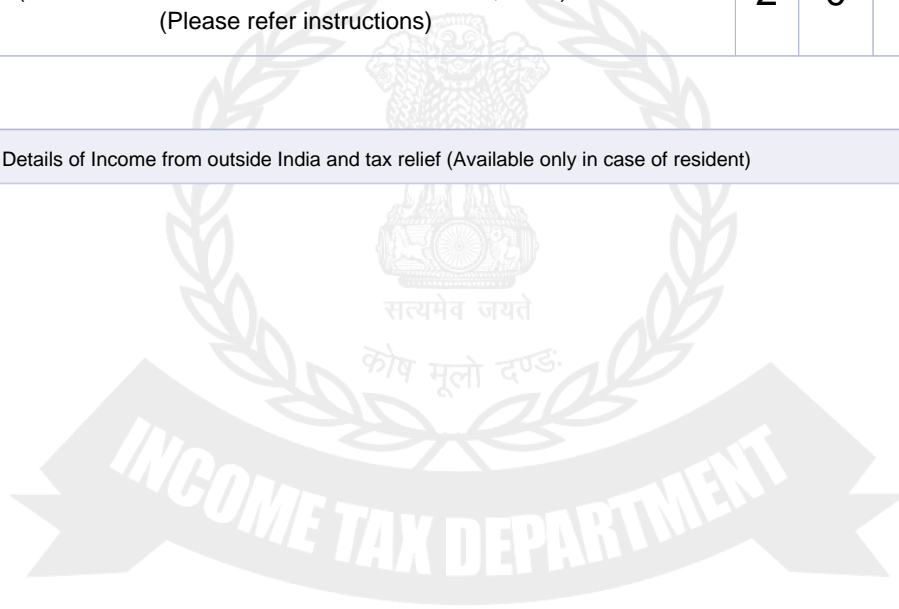 (Please refer instructions)
Details of Income from outside India and tax relief (Available only in case of resident)
सत्यमेव जयते
कोष मूलो दण्ड:
INCOME TAX DEPARTMENT